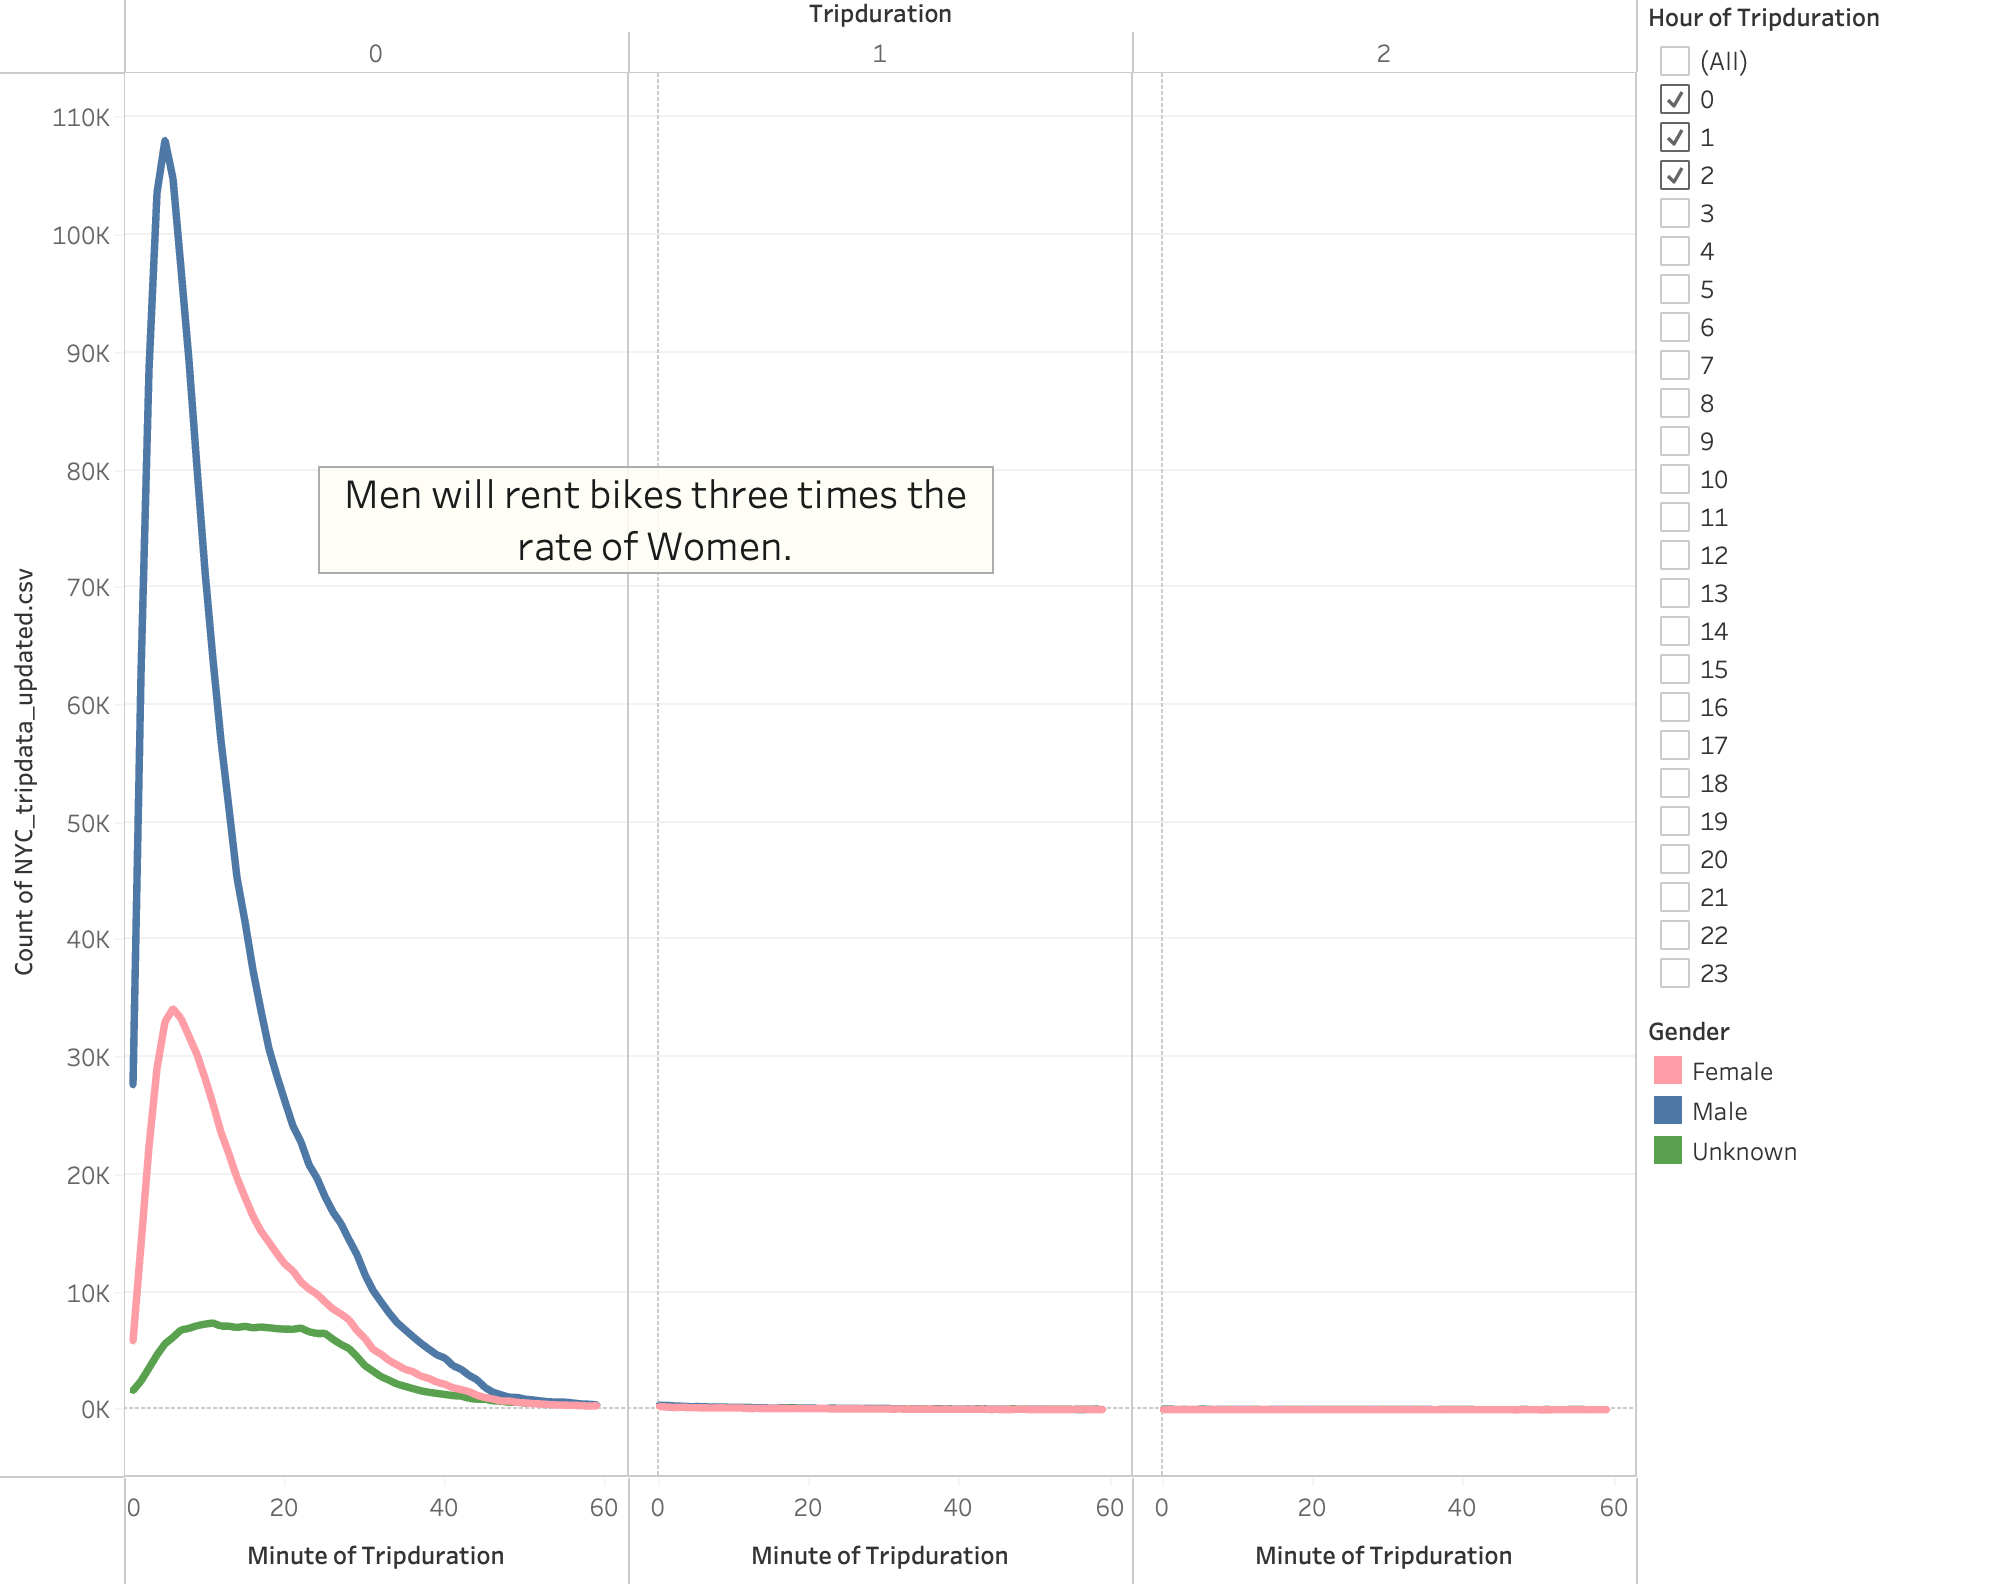 Tripduration
0 1 2
110K
100K
90K
80K
70K
60K
50K
40K
30K
20K
10K
0K
Count of NYC_tripdata_updated.csv
Men will rent bikes three times the
rate of Women.
0 20 40 60 0 20 40 60 0 20 40 60
Minute of Tripduration Minute of Tripduration Minute of Tripduration
Hour of Tripduration
(All)
0
1
2
3
4
5
6
7
8
9
10
11
12
13
14
15
16
17
18
19
20
21
22
23
Gender
Female
Male
Unknown